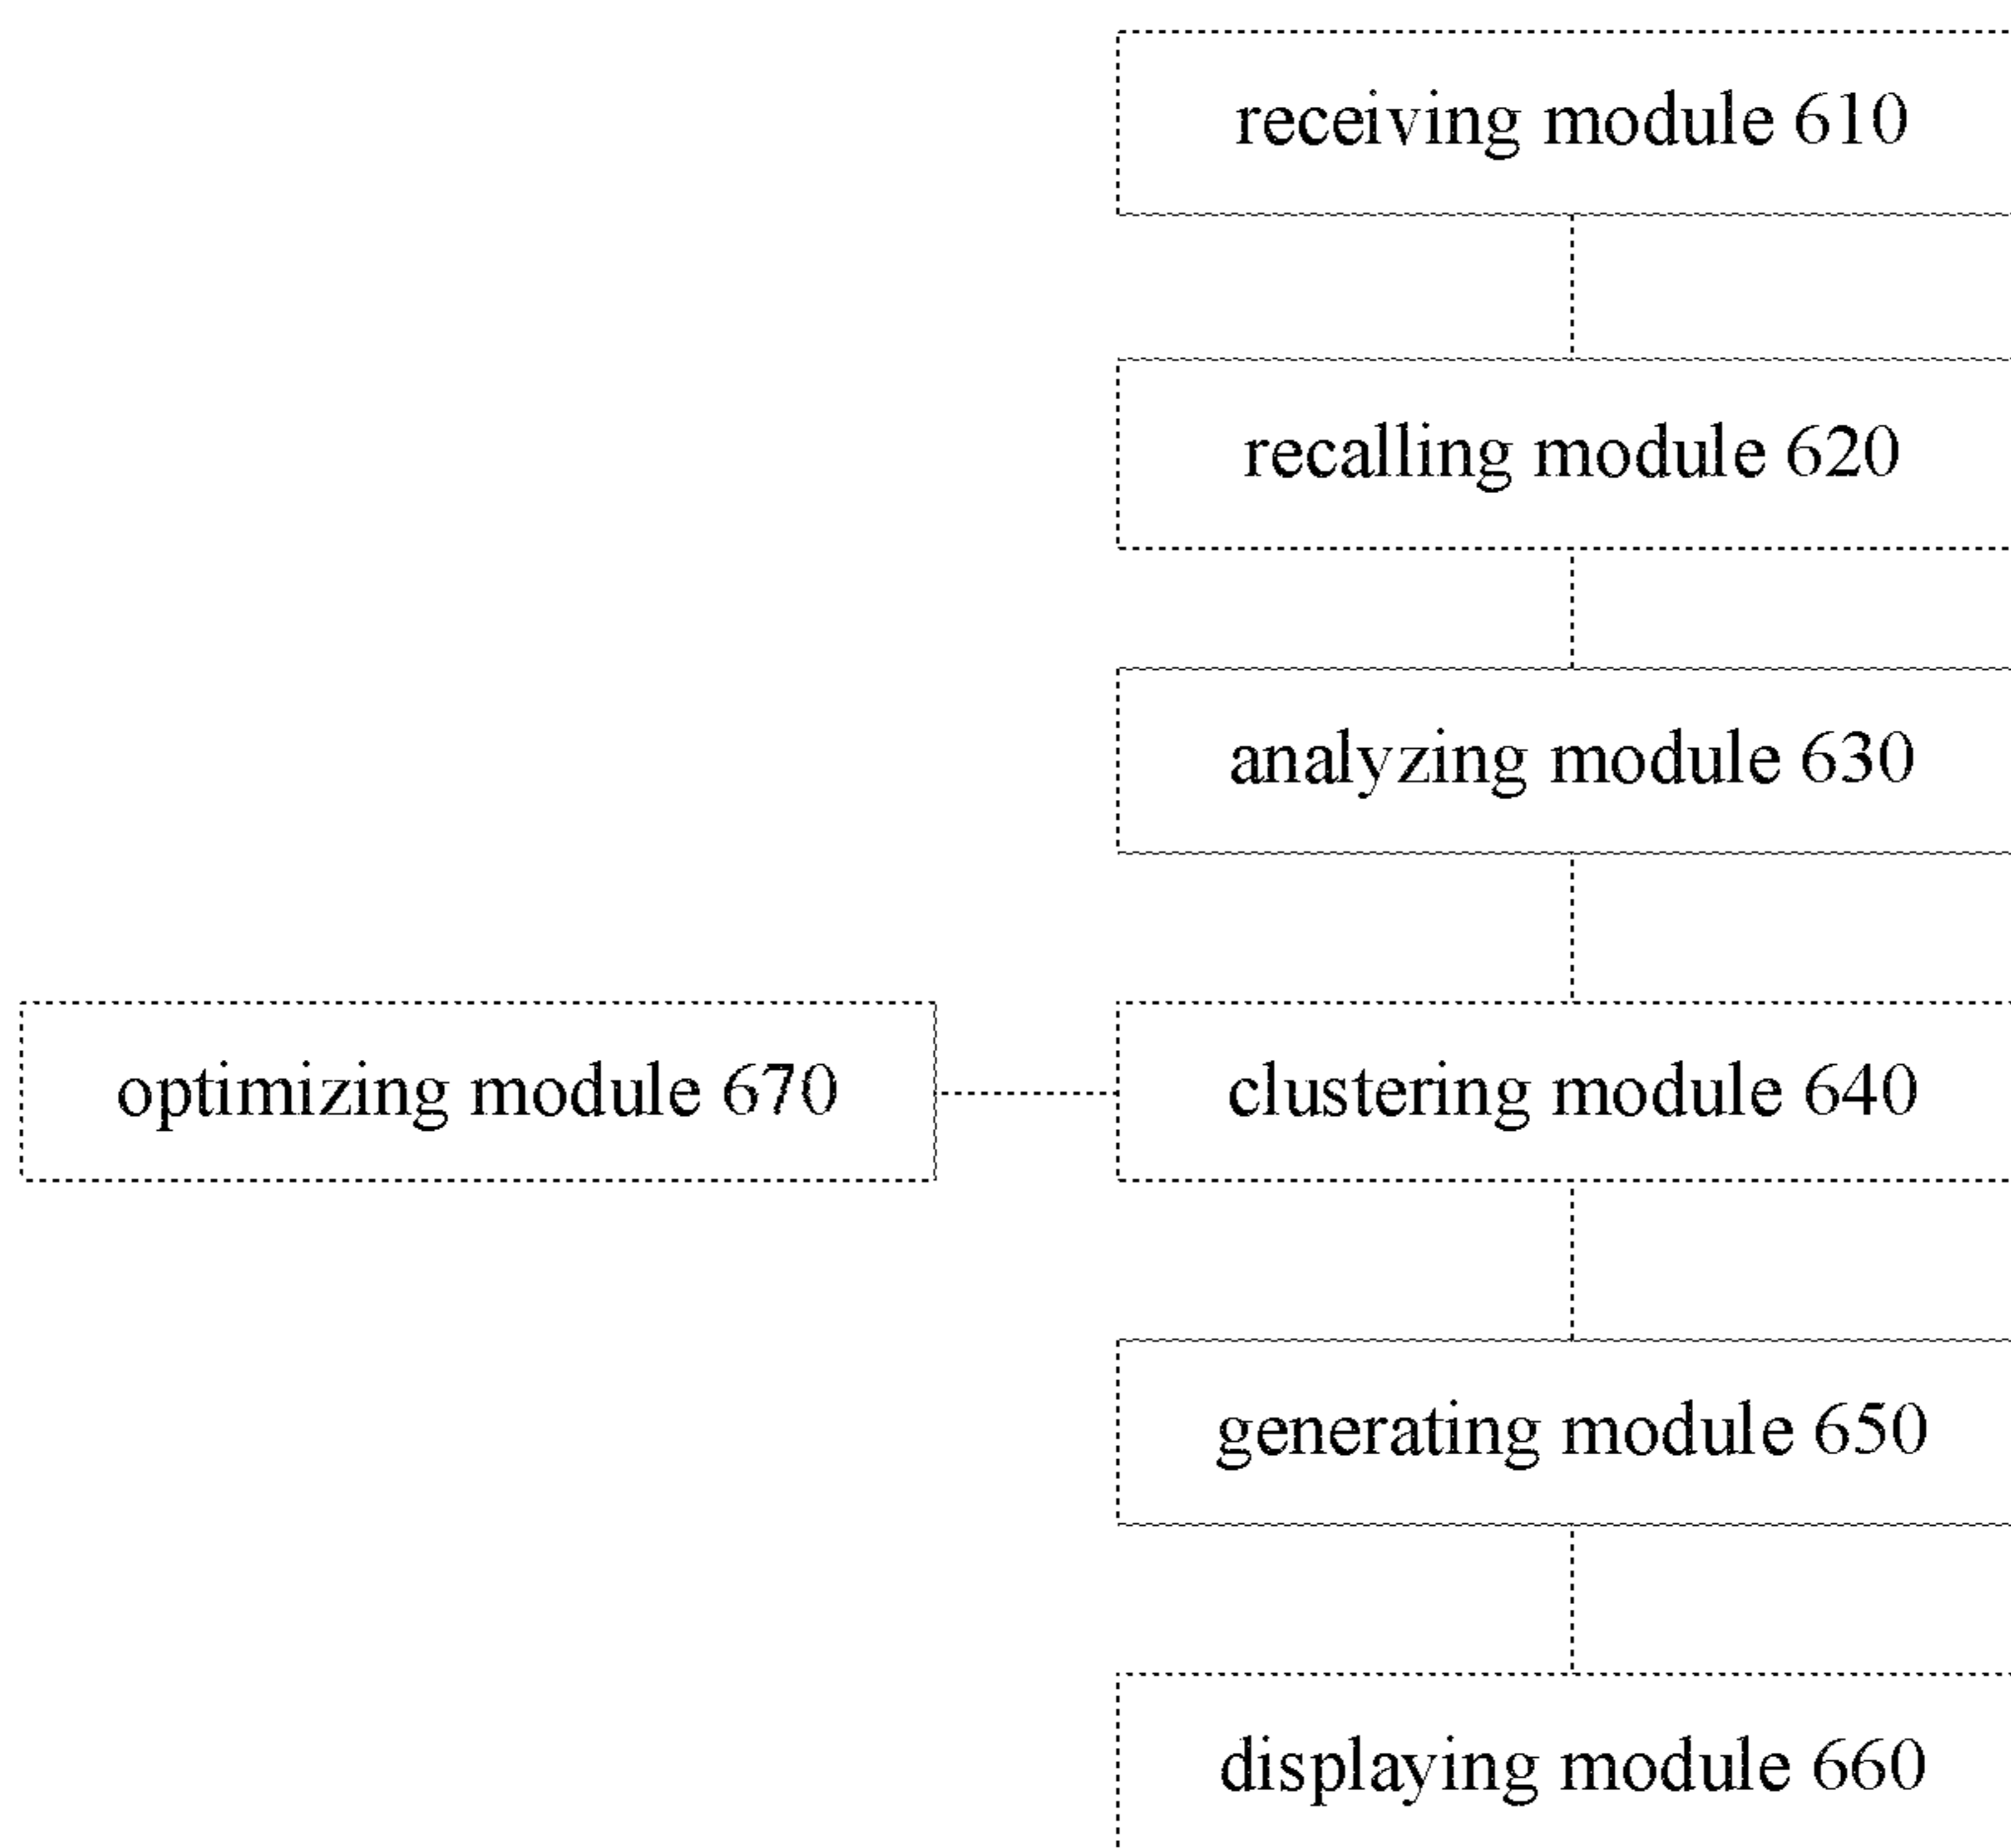 receiving module 610
recalling module 620
analyzing module 630
optimizing module 670
clustering module 640
generating module 650
displaying module 660